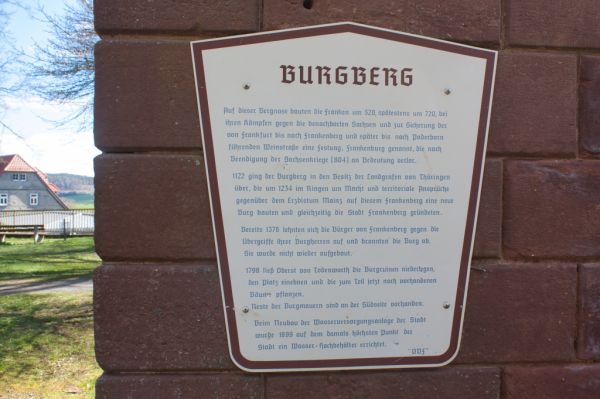 BURGBERG
Auf dieser Bergnase bauten die Franken um 520, spätestens um 720, bei
ihren Kämpfen gegen die benachbarten Sachsen und zur Sicherung der
von Frankfurt bis nach Frankenberg und später bis nach Paderborn
führenden Weinstraße eine Festung, Frankenburg genannt, die nach
Beendigung der Sachsenkriege (804) an Bedeutung verlor.
1122 ging der Burgberg in den Besitz der Landgrafen von Thüringen
über, die um 1234 im Ringen um Macht und territoriale Ansprüche
gegenüber dem Erzbistum Mainz auf diesem Frankenberg eine neue
Burg bauten und gleichzeitig die Stadt Frankenberg gründeten.
Bereits 1376 lehnten sich die Bürger von Frankenberg gegen die
Übergriffe ihrer Burgherren auf und brannten die Burg ab.
Sie wurde nicht wieder aufgebaut.
1798 ließ Oberst von Todenwarth die Burgruinen niederlegen,
den Platz einebnen und die zum Teil jetzt noch vorhandenen
Bäume pflanzen.
Reste der Burgmauern sind an der Südseite vorhanden.
Beim Neubau der Wasserversorgungsanlage der Stadt
wurde 1899 auf dem damals höchsten Punkt der
Stadt ein Wasser-Hochbehälter errichtet.